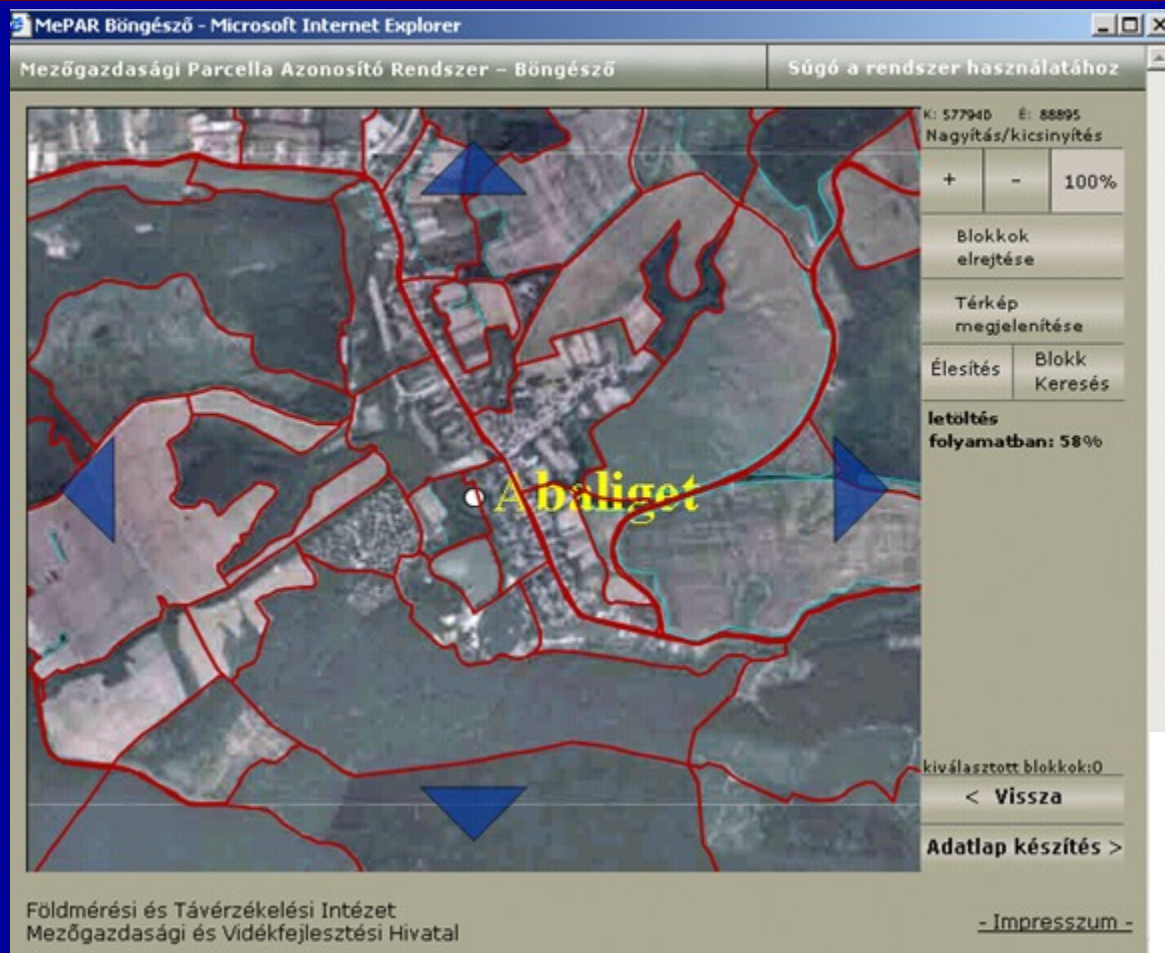 MePAR Böngésző - Microsoft Internet Explorer
Mezőgazdasági Parcella Azonosító Rendszer – Böngésző
Súgó a rendszer használatához
K: 577940 É: 88895
Nagyítás/kicsinyítés
+ - 100%
Blokkok
elrejtése
Térkép
megjelenítése
Élesítés
Blokk
Keresés
letöltés
folyamatban: 58%
Abaliget
kiválasztott blokkok:0
< Vissza
Adatlap készítés >
Földmérési és Távérzékelési Intézet
Mezőgazdasági és Vidékfejlesztési Hivatal
- Impresszum -